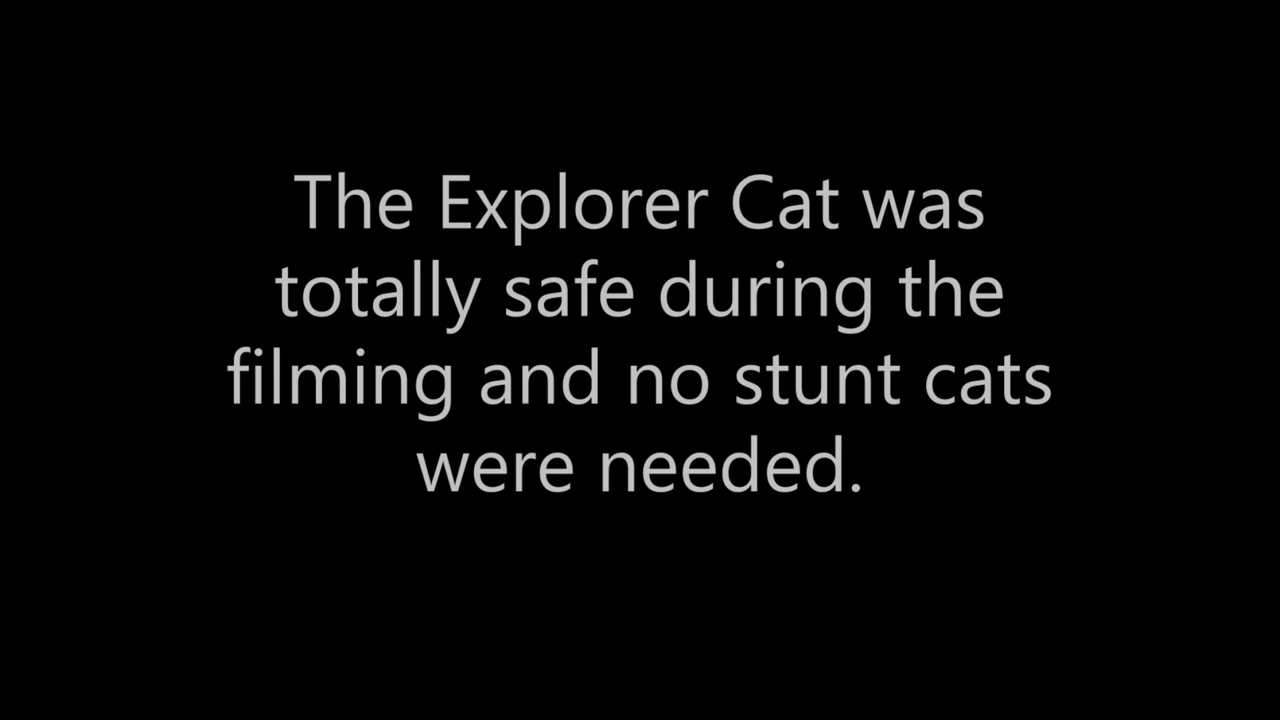 The Explorer Cat was
totally safe during the
filming and no stunt cats
were needed.